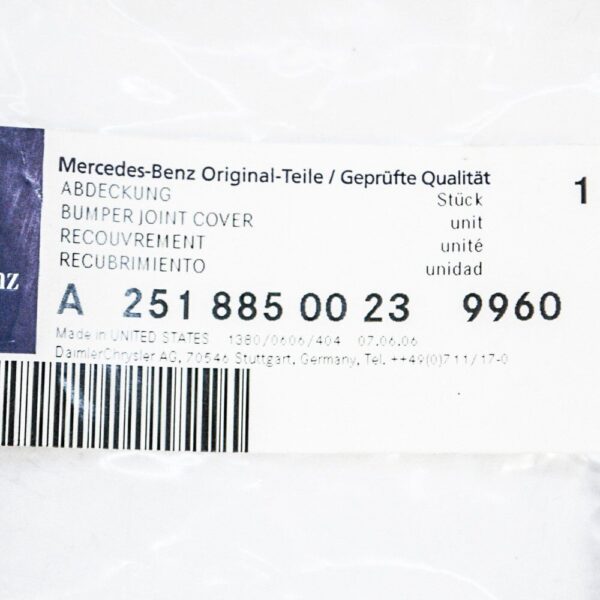 Mercedes-Benz Original-Teile / Geprüfte Qualität
ABDECKUNG Stück 1
BUMPER JOINT COVER unit
RECOUVREMENT unité
RECUBRIMIENTO unidad
nz
A 251 885 00 23 9960
Made in UNITED STATES 1380/0606/404 07.06.06
DaimlerChrysler AG, 70546 Stuttgart, Germany, Tel. ++49(0)711/17-0